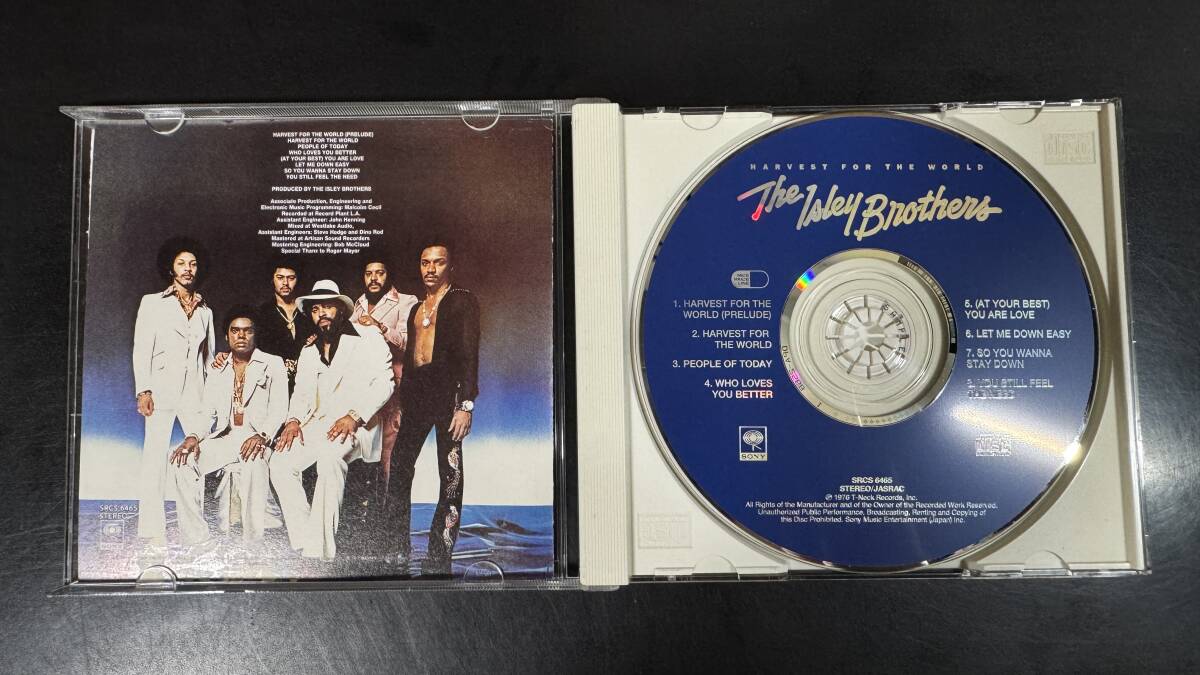 HARVEST FOR THE WORLD (PRELUDE)
HARVEST FOR THE WORLD
PEOPLE OF TODAY
WHO LOVES YOU BETTER
(AT YOUR BEST) YOU ARE LOVE
LET ME DOWN EASY
SO YOU WANNA STAY DOWN
YOU STILL FEEL THE NEED
PRODUCED BY THE ISLEY BROTHERS
Associate Production, Engineering and
Electronic Music Programming: Malcolm Cecil
Recorded at Record Plant L.A.
Assistant Engineer: John Henning
Mixed at Westlake Audio,
Assistant Engineers: Steve Hodge and Dino Rod
Mastered at Artisan Sound Recorders
Mastering Engineering: Bob McCloud
Special Thanx to Roger Mayer
SRCS 6465
STEREO
HARVEST FOR THE WORLD
The Isley Brothers
1. HARVEST FOR THE
WORLD (PRELUDE)
2. HARVEST FOR
THE WORLD
3. PEOPLE OF TODAY
4. WHO LOVES
YOU BETTER
5. (AT YOUR BEST)
YOU ARE LOVE
6. LET ME DOWN EASY
7. SO YOU WANNA
STAY DOWN
8. YOU STILL FEEL
THE NEED
SONY
SRCS 6465
STEREO/JASRAC
℗ 1976 T-Neck Records, Inc.
All Rights of the Manufacturer and of the Owner of the Recorded Work Reserved.
Unauthorized Public Performance, Broadcasting, Renting and Copying of
this Disc Prohibited. Sony Music Entertainment (Japan) Inc.